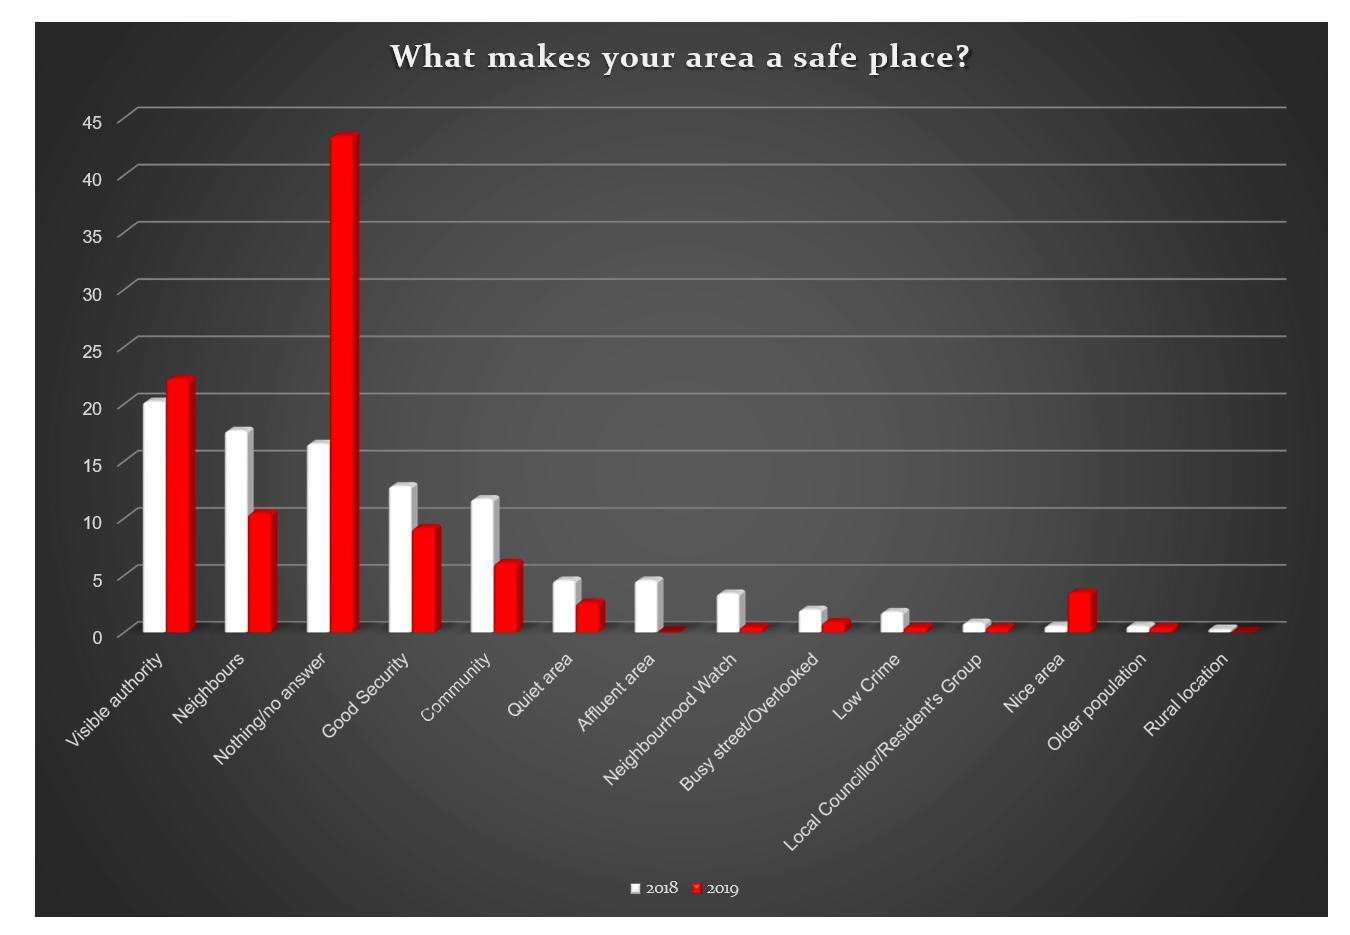 What makes your area a safe place?
45
40
35
30
25
20
15
10
5
0
Visible authority
Neighbours
Nothing/no answer
Good Security
Community
Quiet area
Affluent area
Neighbourhood Watch
Busy street/Overlooked
Low Crime
Local Councillor/Resident's Group
Nice area
Older population
Rural location
2018 2019